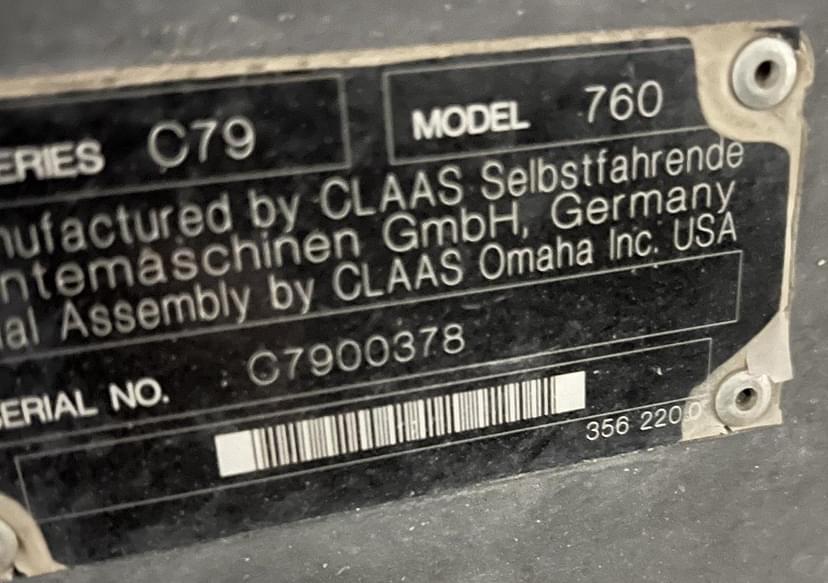 ERIES C79 MODEL 760
nufactured by CLAAS Selbstfahrende
ntemaschinen GmbH, Germany
al Assembly by CLAAS Omaha Inc. USA
SERIAL NO. C7900378
356 220.0